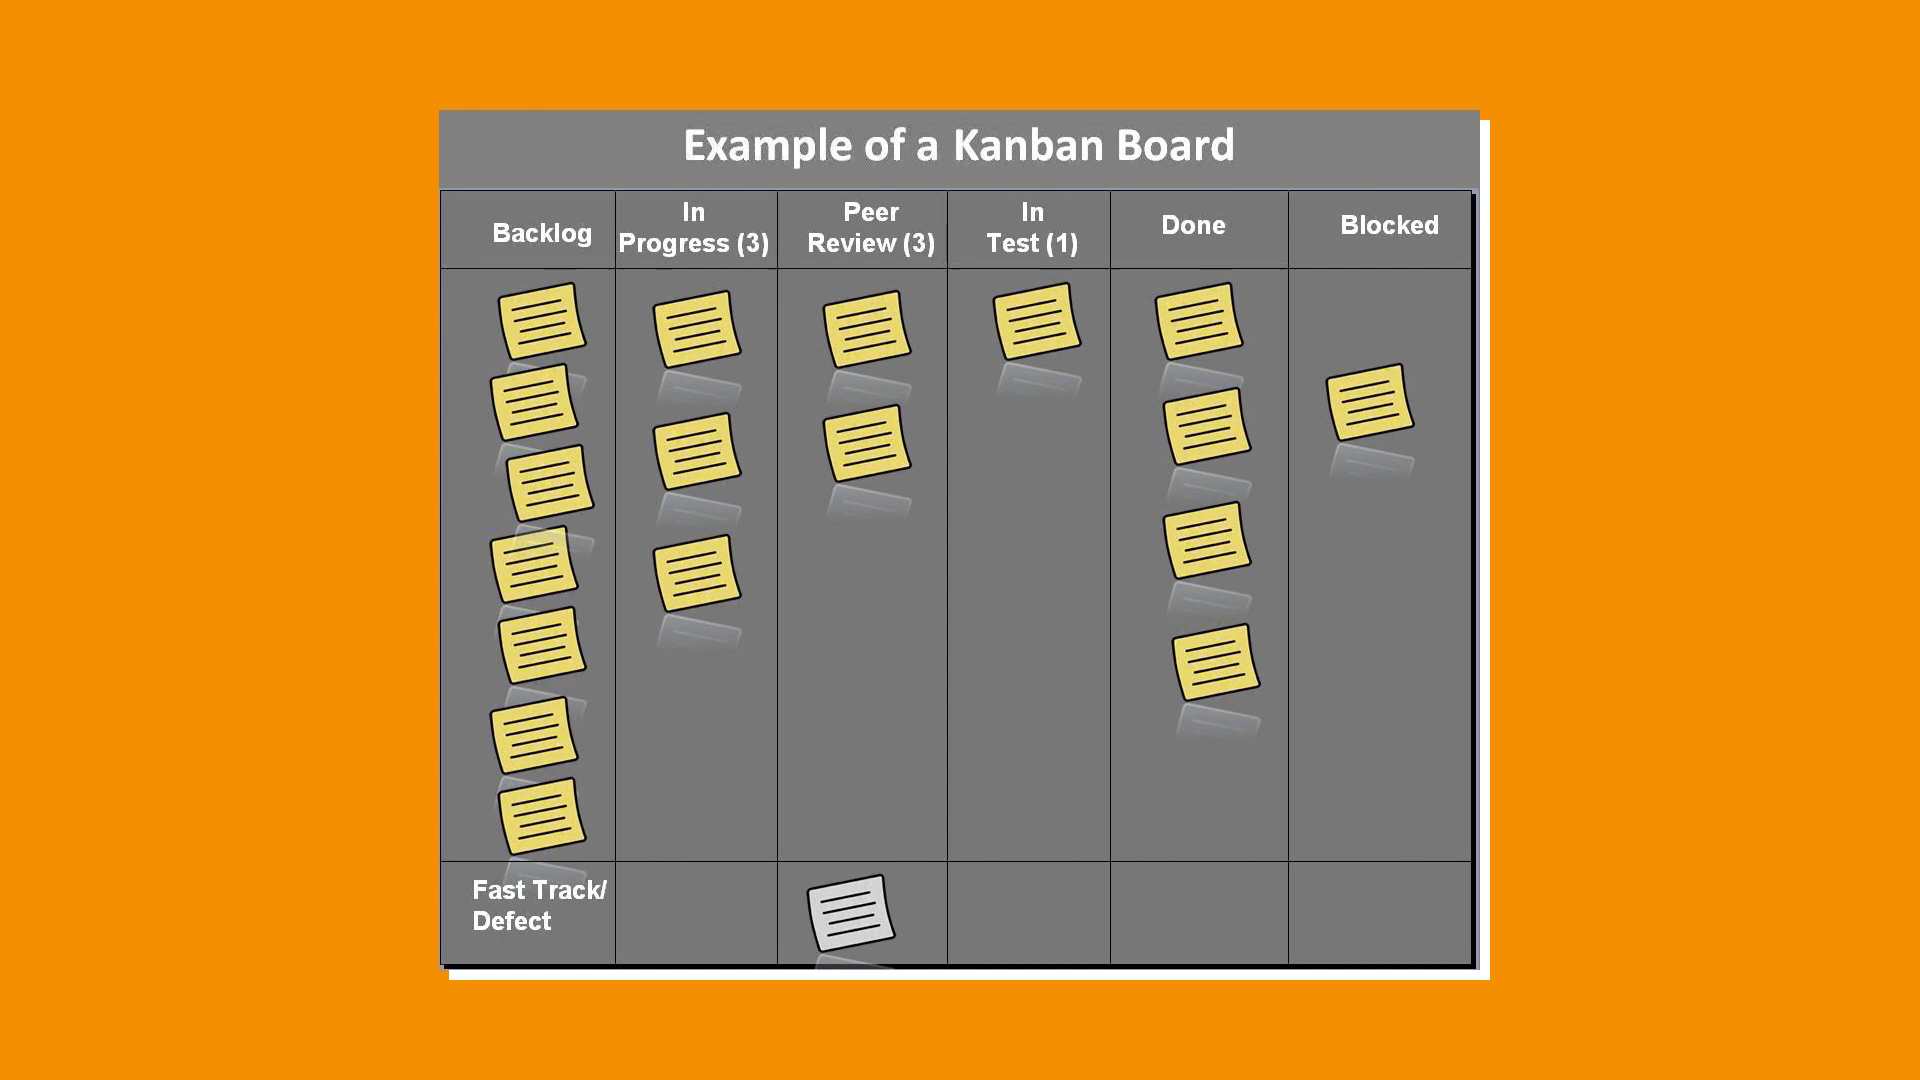 Example of a Kanban Board
Backlog
In
Progress (3)
Peer
Review (3)
In
Test (1)
Done
Blocked
Fast Track/
Defect